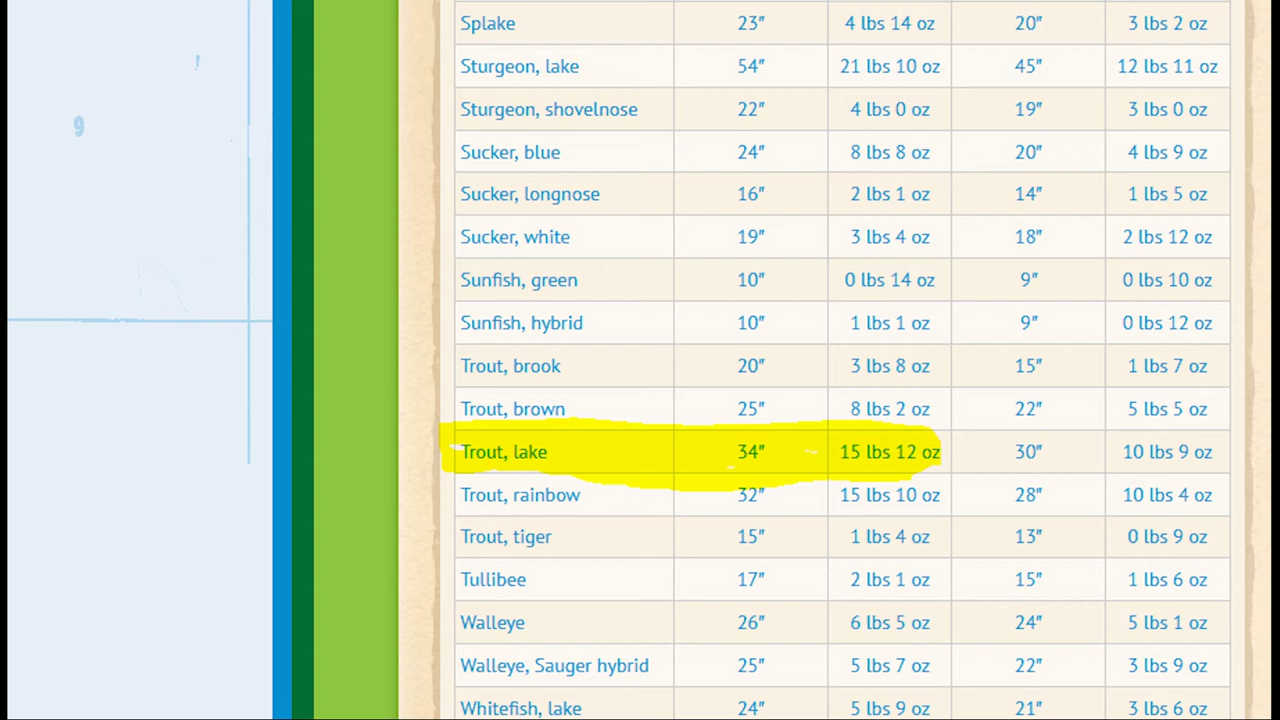 Splake 23" 4 lbs 14 oz 20" 3 lbs 2 oz
Sturgeon, lake 54" 21 lbs 10 oz 45" 12 lbs 11 oz
Sturgeon, shovelnose 22" 4 lbs 0 oz 19" 3 lbs 0 oz
Sucker, blue 24" 8 lbs 8 oz 20" 4 lbs 9 oz
Sucker, longnose 16" 2 lbs 1 oz 14" 1 lbs 5 oz
Sucker, white 19" 3 lbs 4 oz 18" 2 lbs 12 oz
Sunfish, green 10" 0 lbs 14 oz 9" 0 lbs 10 oz
Sunfish, hybrid 10" 1 lbs 1 oz 9" 0 lbs 12 oz
Trout, brook 20" 3 lbs 8 oz 15" 1 lbs 7 oz
Trout, brown 25" 8 lbs 2 oz 22" 5 lbs 5 oz
Trout, lake 34" 15 lbs 12 oz 30" 10 lbs 9 oz
Trout, rainbow 32" 15 lbs 10 oz 28" 10 lbs 4 oz
Trout, tiger 15" 1 lbs 4 oz 13" 0 lbs 9 oz
Tullibee 17" 2 lbs 1 oz 15" 1 lbs 6 oz
Walleye 26" 6 lbs 5 oz 24" 5 lbs 1 oz
Walleye, Sauger hybrid 25" 5 lbs 7 oz 22" 3 lbs 9 oz
Whitefish, lake 24" 5 lbs 9 oz 21" 3 lbs 6 oz
9